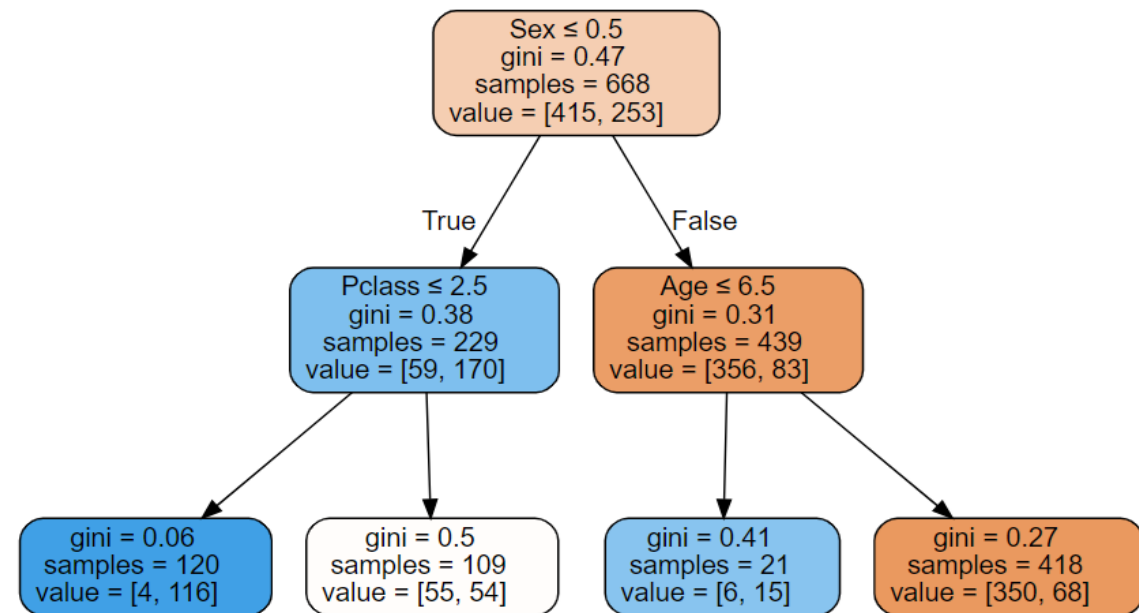 Sex ≤ 0.5
gini = 0.47
samples = 668
value = [415, 253]
True
False
Pclass ≤ 2.5
gini = 0.38
samples = 229
value = [59, 170]
Age ≤ 6.5
gini = 0.31
samples = 439
value = [356, 83]
gini = 0.06
samples = 120
value = [4, 116]
gini = 0.5
samples = 109
value = [55, 54]
gini = 0.41
samples = 21
value = [6, 15]
gini = 0.27
samples = 418
value = [350, 68]